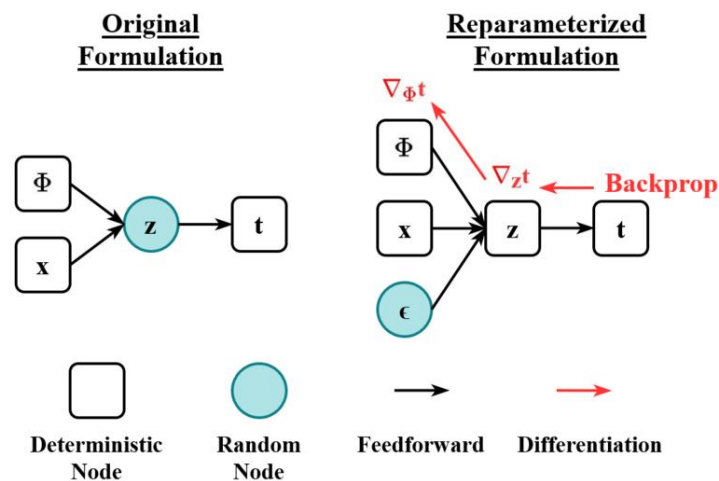 Original
Formulation
Φ
x
z
t
Reparameterized
Formulation
∇Φt
Φ
∇zt
Backprop
x
z
t
ϵ
Deterministic
Node
Random
Node
Feedforward
Differentiation